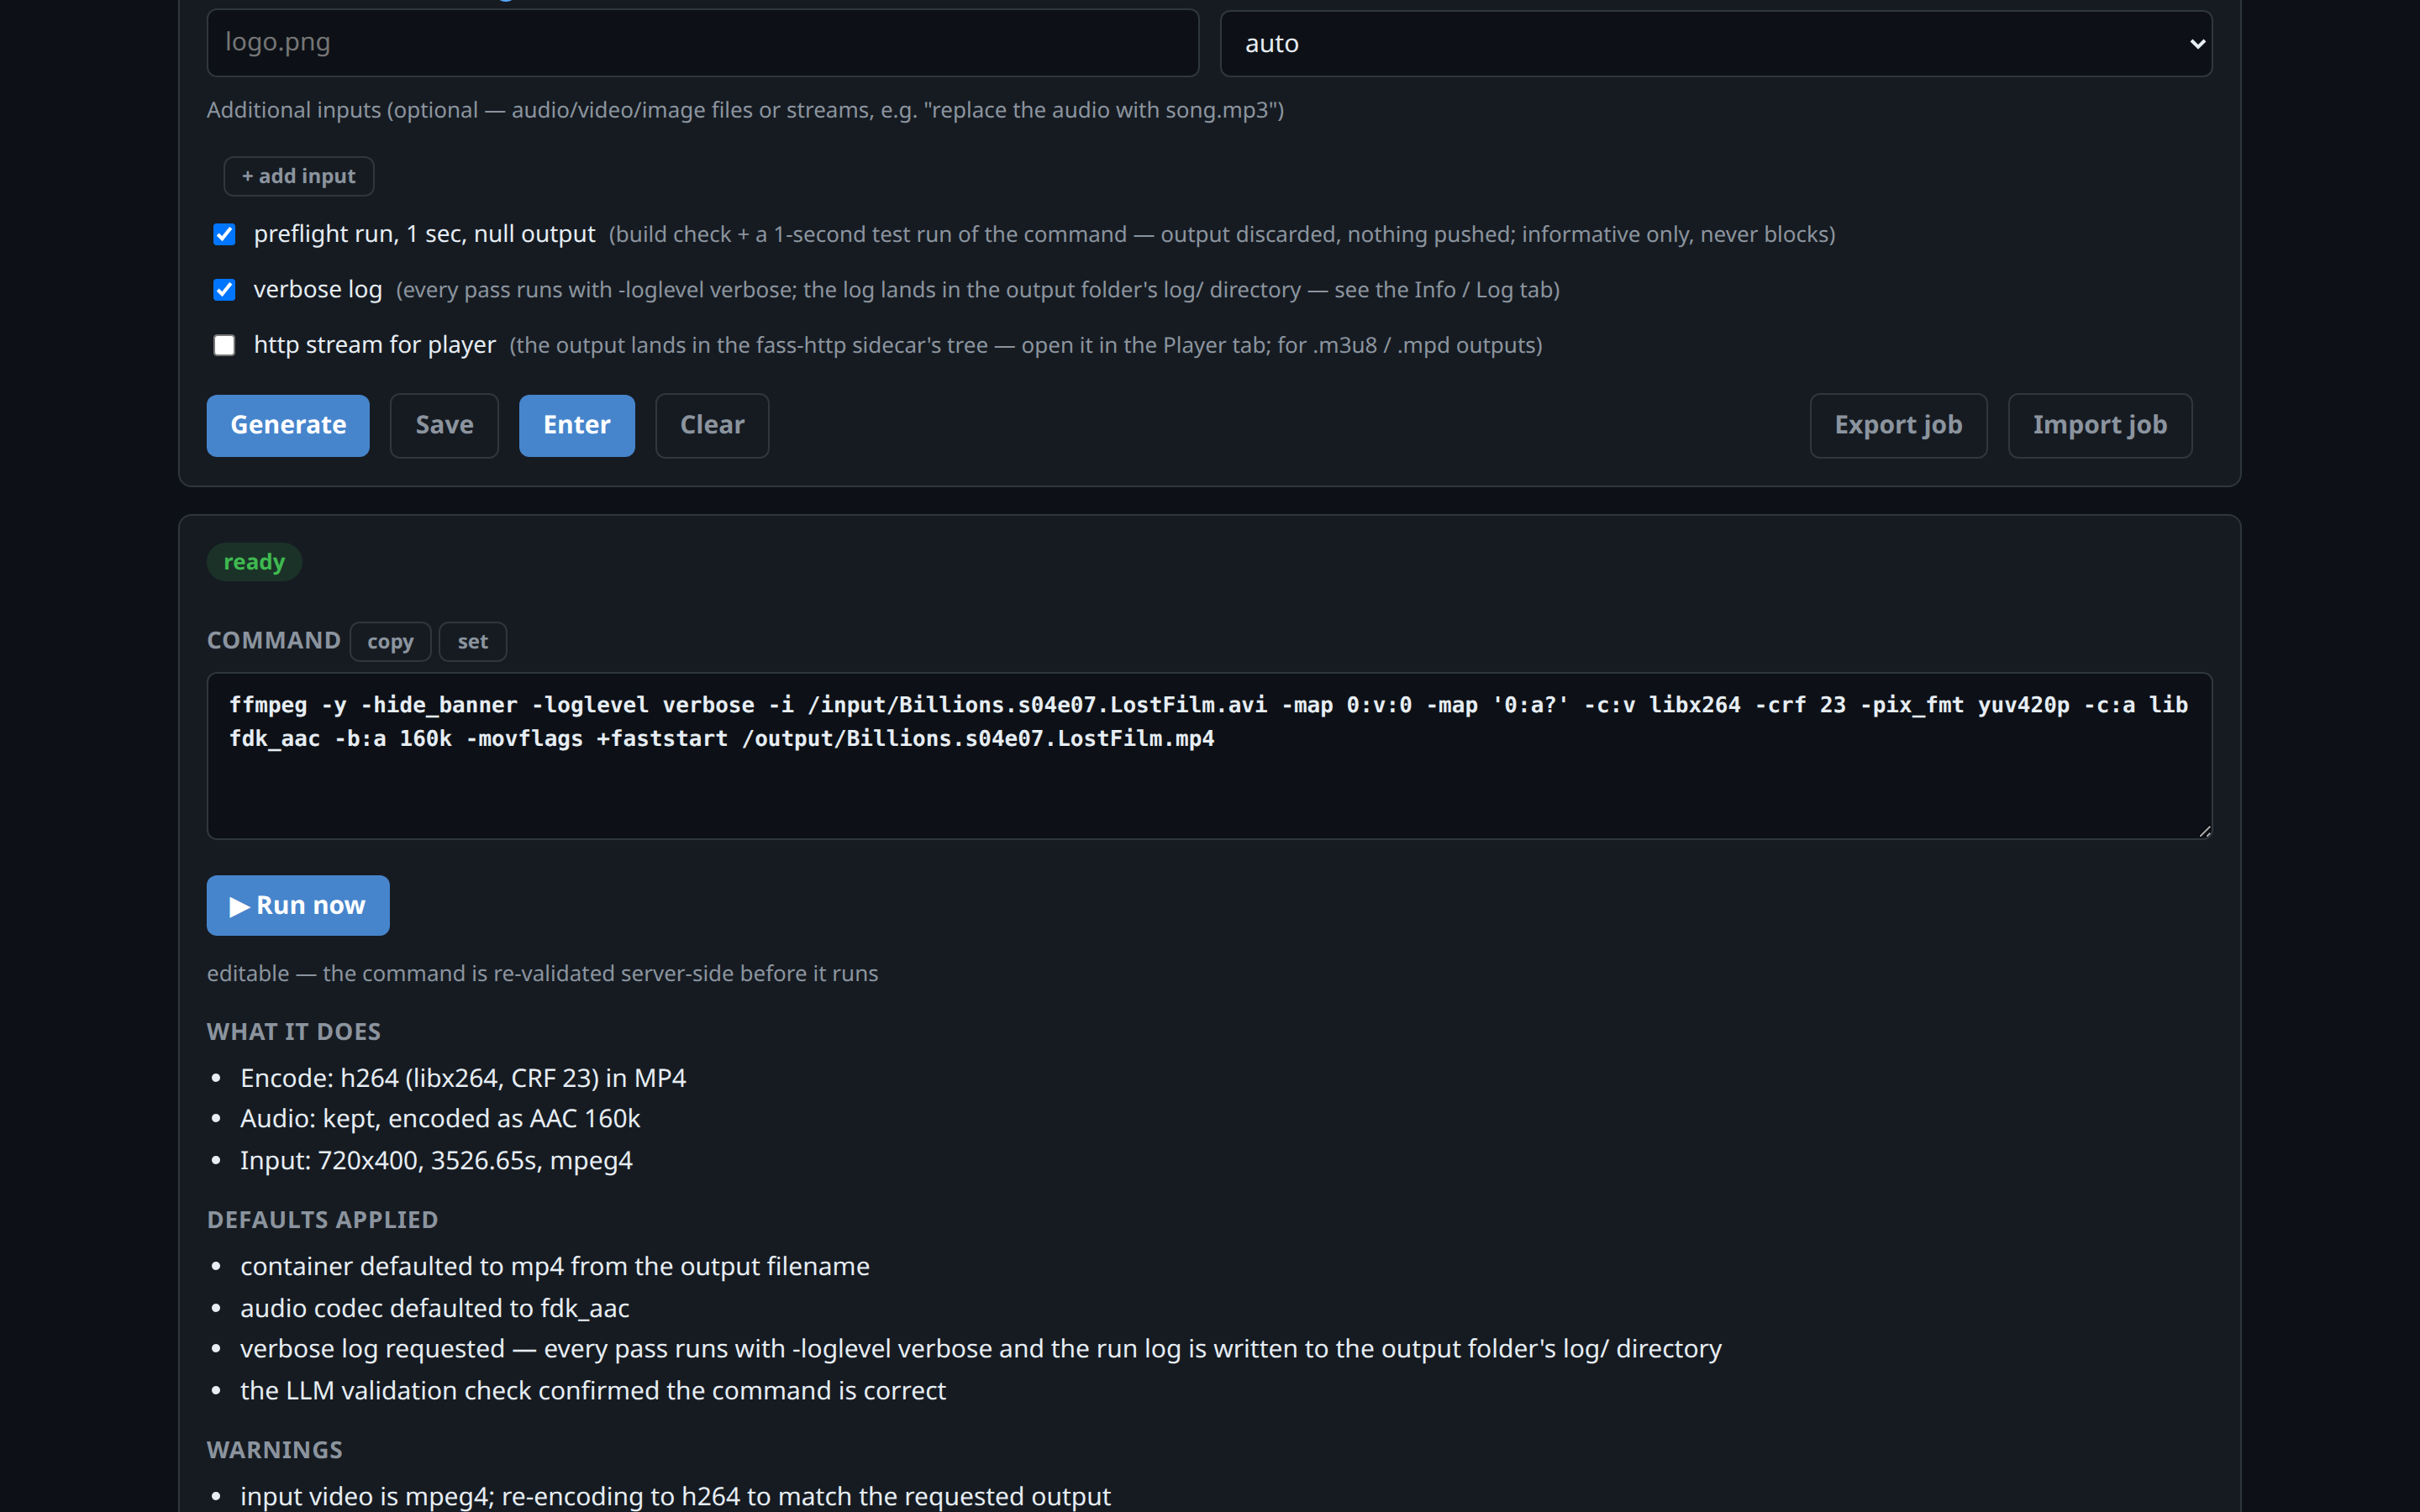 logo.png
auto
Additional inputs (optional — audio/video/image files or streams, e.g. "replace the audio with song.mp3")
+ add input
preflight run, 1 sec, null output (build check + a 1-second test run of the command — output discarded, nothing pushed; informative only, never blocks)
verbose log (every pass runs with -loglevel verbose; the log lands in the output folder's log/ directory — see the Info / Log tab)
http stream for player (the output lands in the fass-http sidecar's tree — open it in the Player tab; for .m3u8 / .mpd outputs)
Generate Save Enter Clear Export job Import job
ready
COMMAND copy set
ffmpeg -y -hide_banner -loglevel verbose -i /input/Billions.s04e07.LostFilm.avi -map 0:v:0 -map '0:a?' -c:v libx264 -crf 23 -pix_fmt yuv420p -c:a lib
fdk_aac -b:a 160k -movflags +faststart /output/Billions.s04e07.LostFilm.mp4
▶ Run now
editable — the command is re-validated server-side before it runs
WHAT IT DOES
• Encode: h264 (libx264, CRF 23) in MP4
• Audio: kept, encoded as AAC 160k
• Input: 720x400, 3526.65s, mpeg4
DEFAULTS APPLIED
• container defaulted to mp4 from the output filename
• audio codec defaulted to fdk_aac
• verbose log requested — every pass runs with -loglevel verbose and the run log is written to the output folder's log/ directory
• the LLM validation check confirmed the command is correct
WARNINGS
• input video is mpeg4; re-encoding to h264 to match the requested output